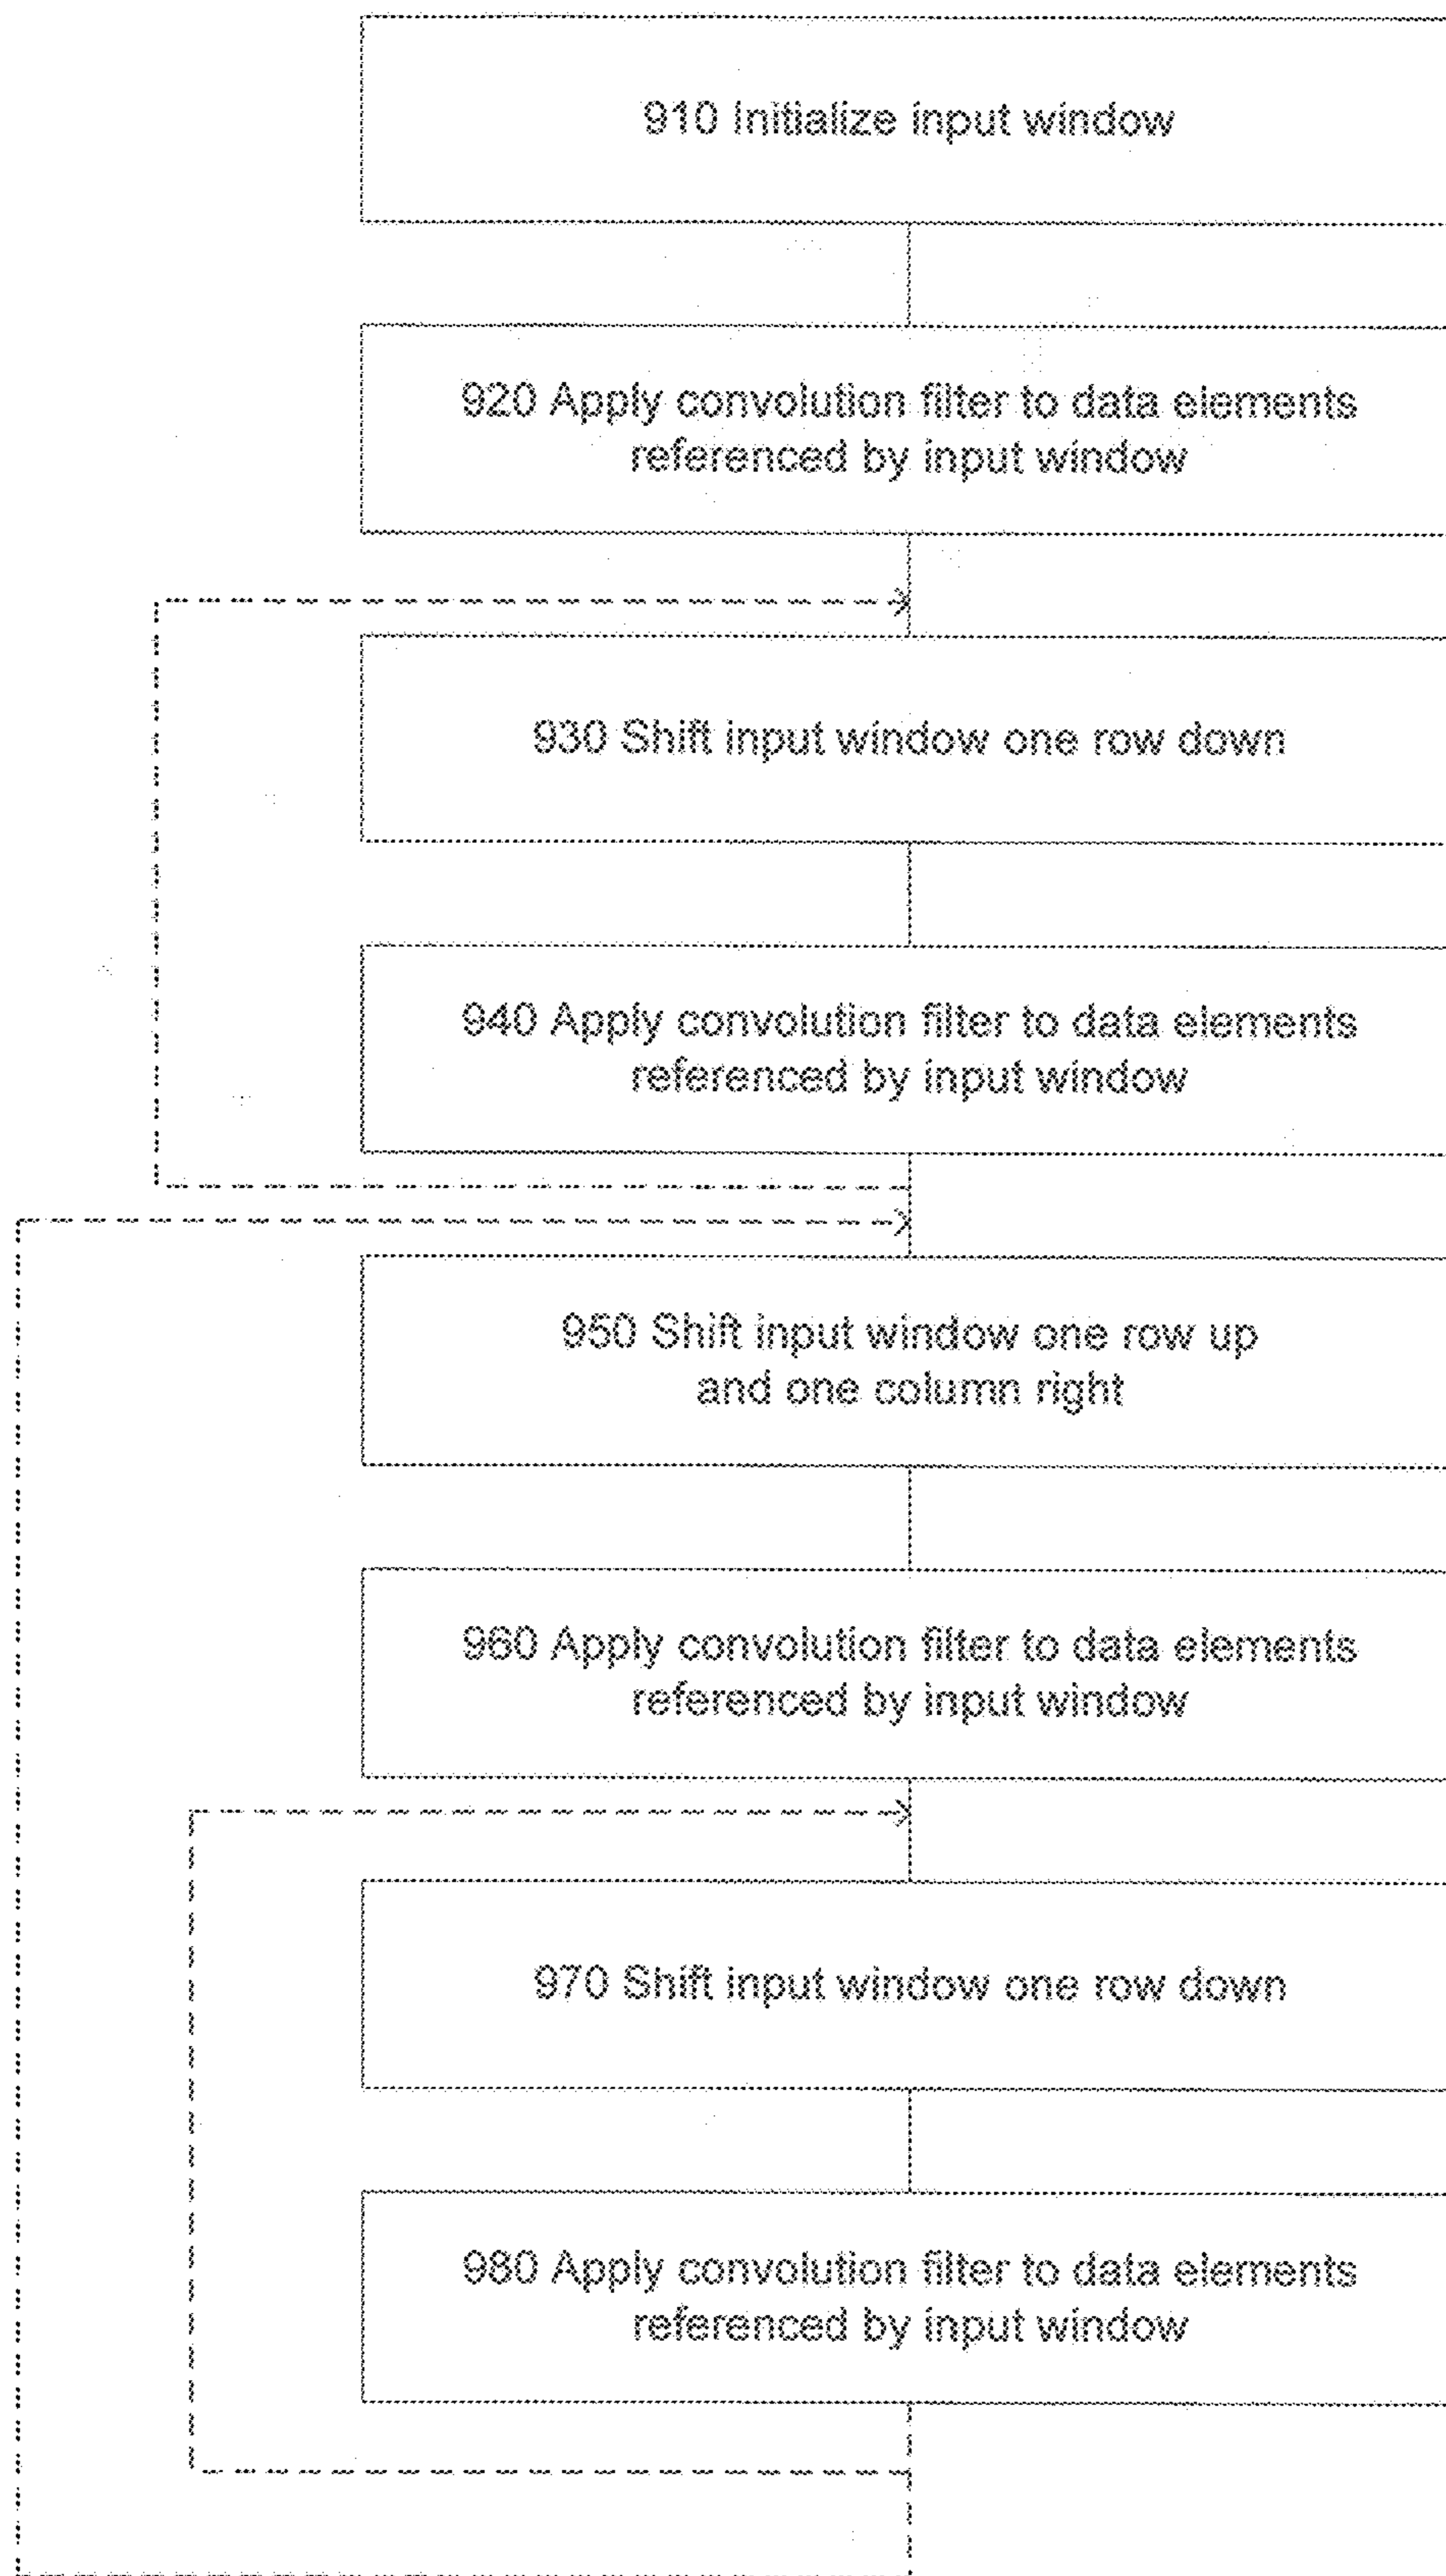 910 Initialize input window
920 Apply convolution filter to data elements
referenced by input window
930 Shift input window one row down
940 Apply convolution filter to data elements
referenced by input window
950 Shift input window one row up
and one column right
960 Apply convolution filter to data elements
referenced by input window
970 Shift input window one row down
980 Apply convolution filter to data elements
referenced by input window